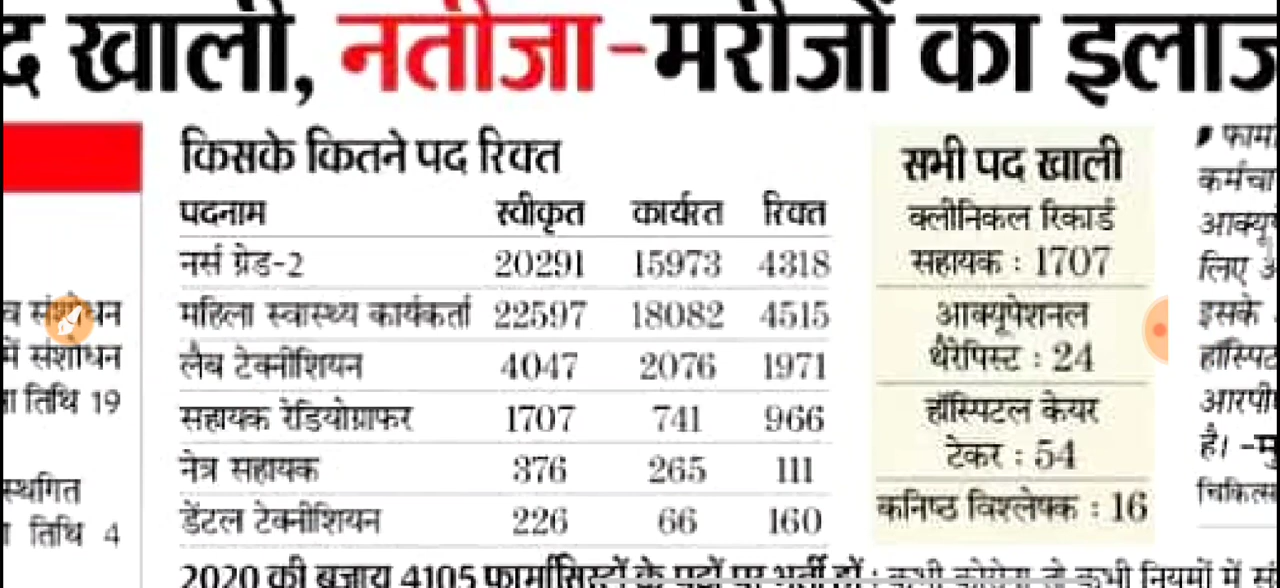 द खाली, नतीजा-मरीजों का इलाज
किसके कितने पद रिक्त
पदनाम स्वीकृत कार्यरत रिक्त
नर्स ग्रेड-2 20291 15973 4318
महिला स्वास्थ्य कार्यकर्ता 22597 18082 4515
लैब टेक्नीशियन 4047 2076 1971
सहायक रेडियोग्राफर 1707 741 966
नेत्र सहायक 376 265 111
डेंटल टेक्नीशियन 226 66 160
2020 की बजाय 4105 फार्मासिस्टों के पदों पर भर्ती हो :
सभी पद खाली
क्लीनिकल रिकार्ड
सहायक : 1707
आक्यूपेशनल
थैरेपिस्ट : 24
हॉस्पिटल केयर
टेकर : 54
कनिष्ठ विश्लेषक : 16
संशोधन
में संशोधन
तिथि 19
स्थगित
तिथि 4
लिए
इसके
है।